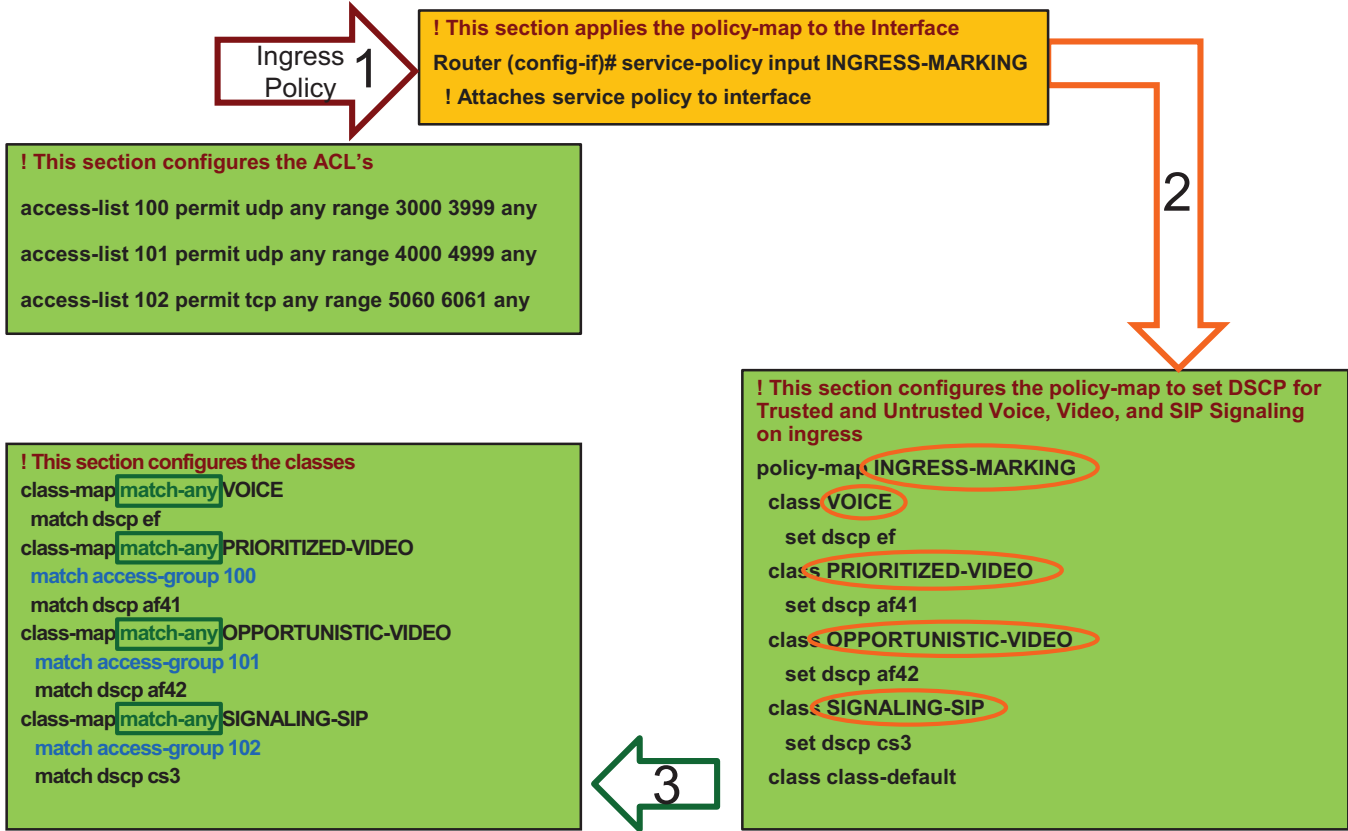 Ingress
Policy
1
! This section applies the policy-map to the Interface
Router (config-if)# service-policy input INGRESS-MARKING
! Attaches service policy to interface
2
! This section configures the ACL’s
access-list 100 permit udp any range 3000 3999 any
access-list 101 permit udp any range 4000 4999 any
access-list 102 permit tcp any range 5060 6061 any
! This section configures the policy-map to set DSCP for
Trusted and Untrusted Voice, Video, and SIP Signaling
on ingress
policy-map INGRESS-MARKING
class VOICE
set dscp ef
class PRIORITIZED-VIDEO
set dscp af41
class OPPORTUNISTIC-VIDEO
set dscp af42
class SIGNALING-SIP
set dscp cs3
class class-default
3
! This section configures the classes
class-map match-any VOICE
match dscp ef
class-map match-any PRIORITIZED-VIDEO
match access-group 100
match dscp af41
class-map match-any OPPORTUNISTIC-VIDEO
match access-group 101
match dscp af42
class-map match-any SIGNALING-SIP
match access-group 102
match dscp cs3